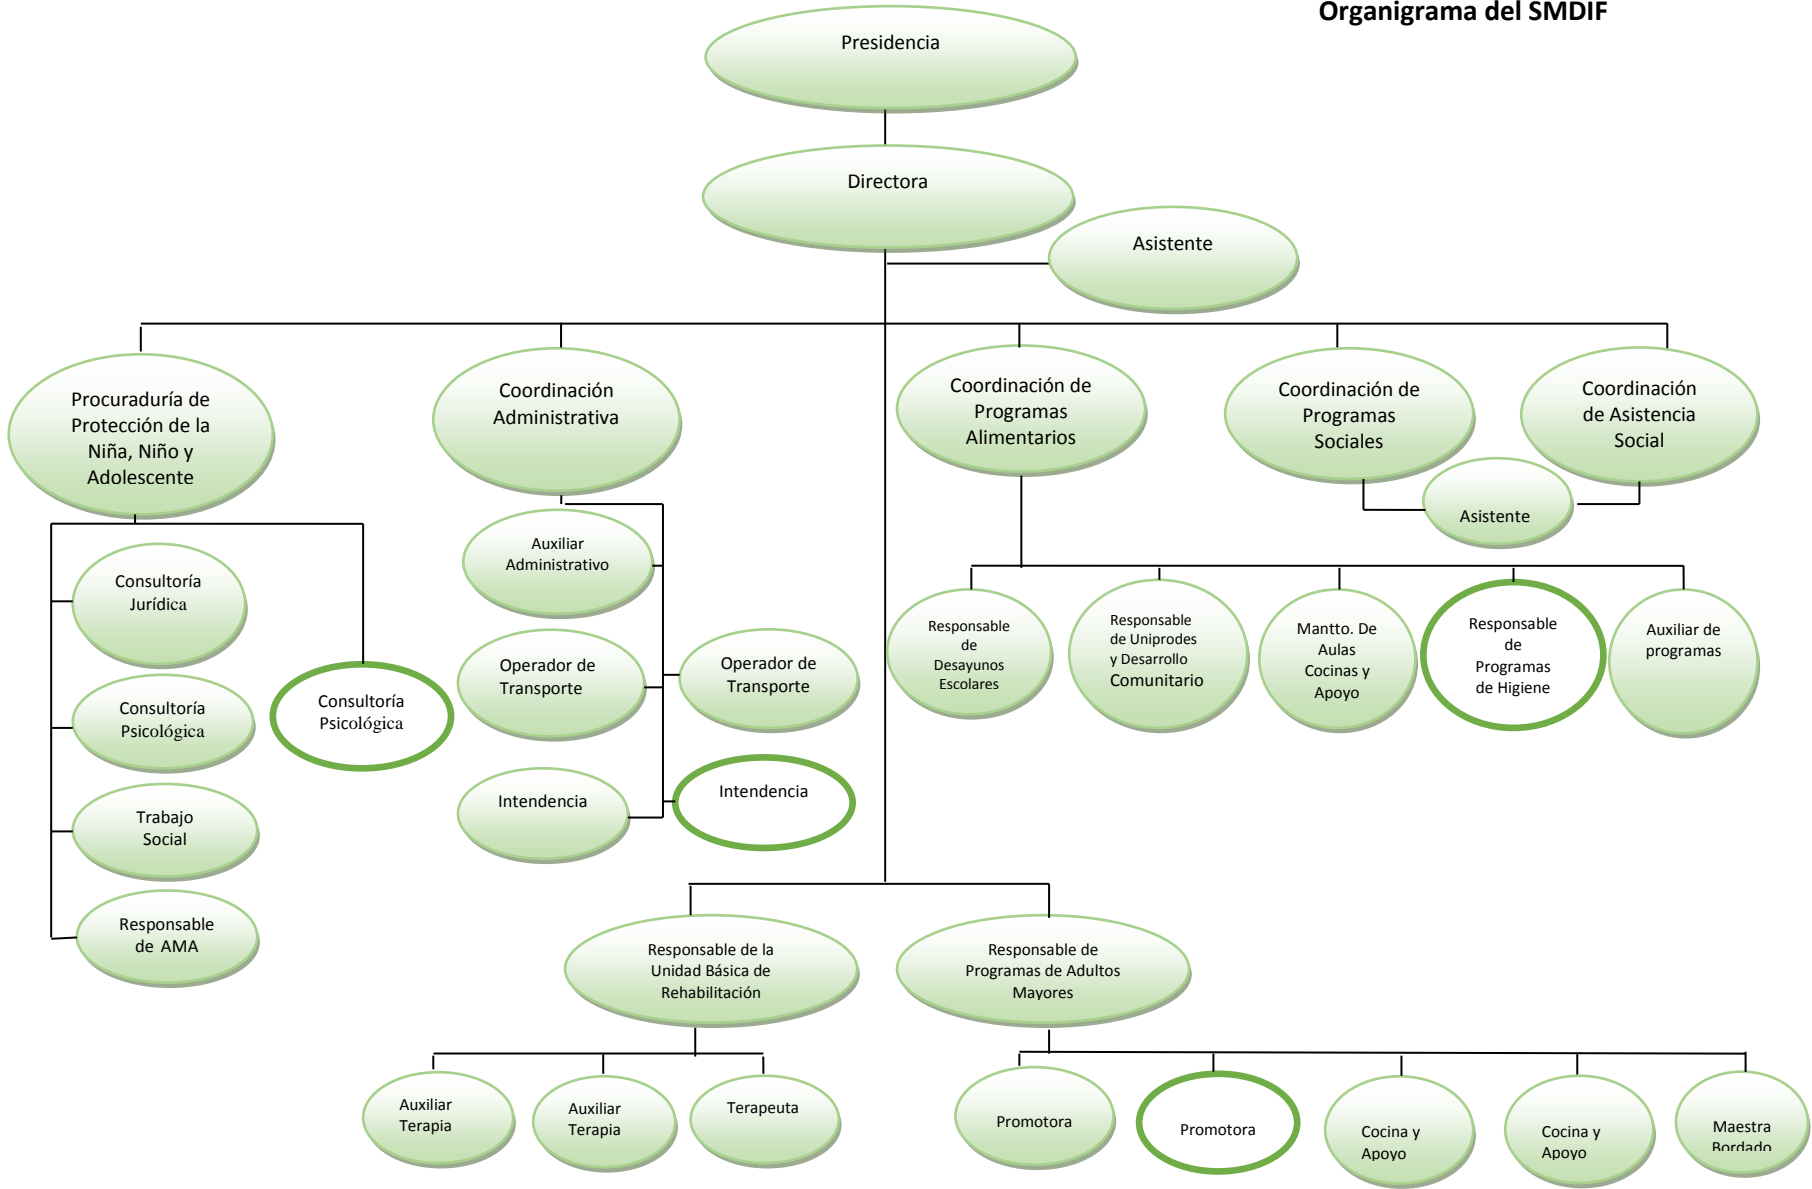 Organigrama del SMDIF
Presidencia
Directora
Asistente
Procuraduría de
Protección de la
Niña, Niño y
Adolescente
Coordinación
Administrativa
Coordinación de
Programas
Alimentarios
Coordinación de
Programas
Sociales
Coordinación
de Asistencia
Social
Asistente
Consultoría
Jurídica
Consultoría
Psicológica
Trabajo
Social
Responsable
de AMA
Consultoría
Psicológica
Auxiliar
Administrativo
Operador de
Transporte
Operador de
Transporte
Intendencia
Intendencia
Responsable
de
Desayunos
Escolares
Responsable
de Uniprodes
y Desarrollo
Comunitario
Mantto. De
Aulas
Cocinas y
Apoyo
Responsable
de
Programas
de Higiene
Auxiliar de
programas
Responsable de la
Unidad Básica de
Rehabilitación
Responsable de
Programas de Adultos
Mayores
Auxiliar
Terapia
Auxiliar
Terapia
Terapeuta
Promotora
Promotora
Cocina y
Apoyo
Cocina y
Apoyo
Maestra
Bordado